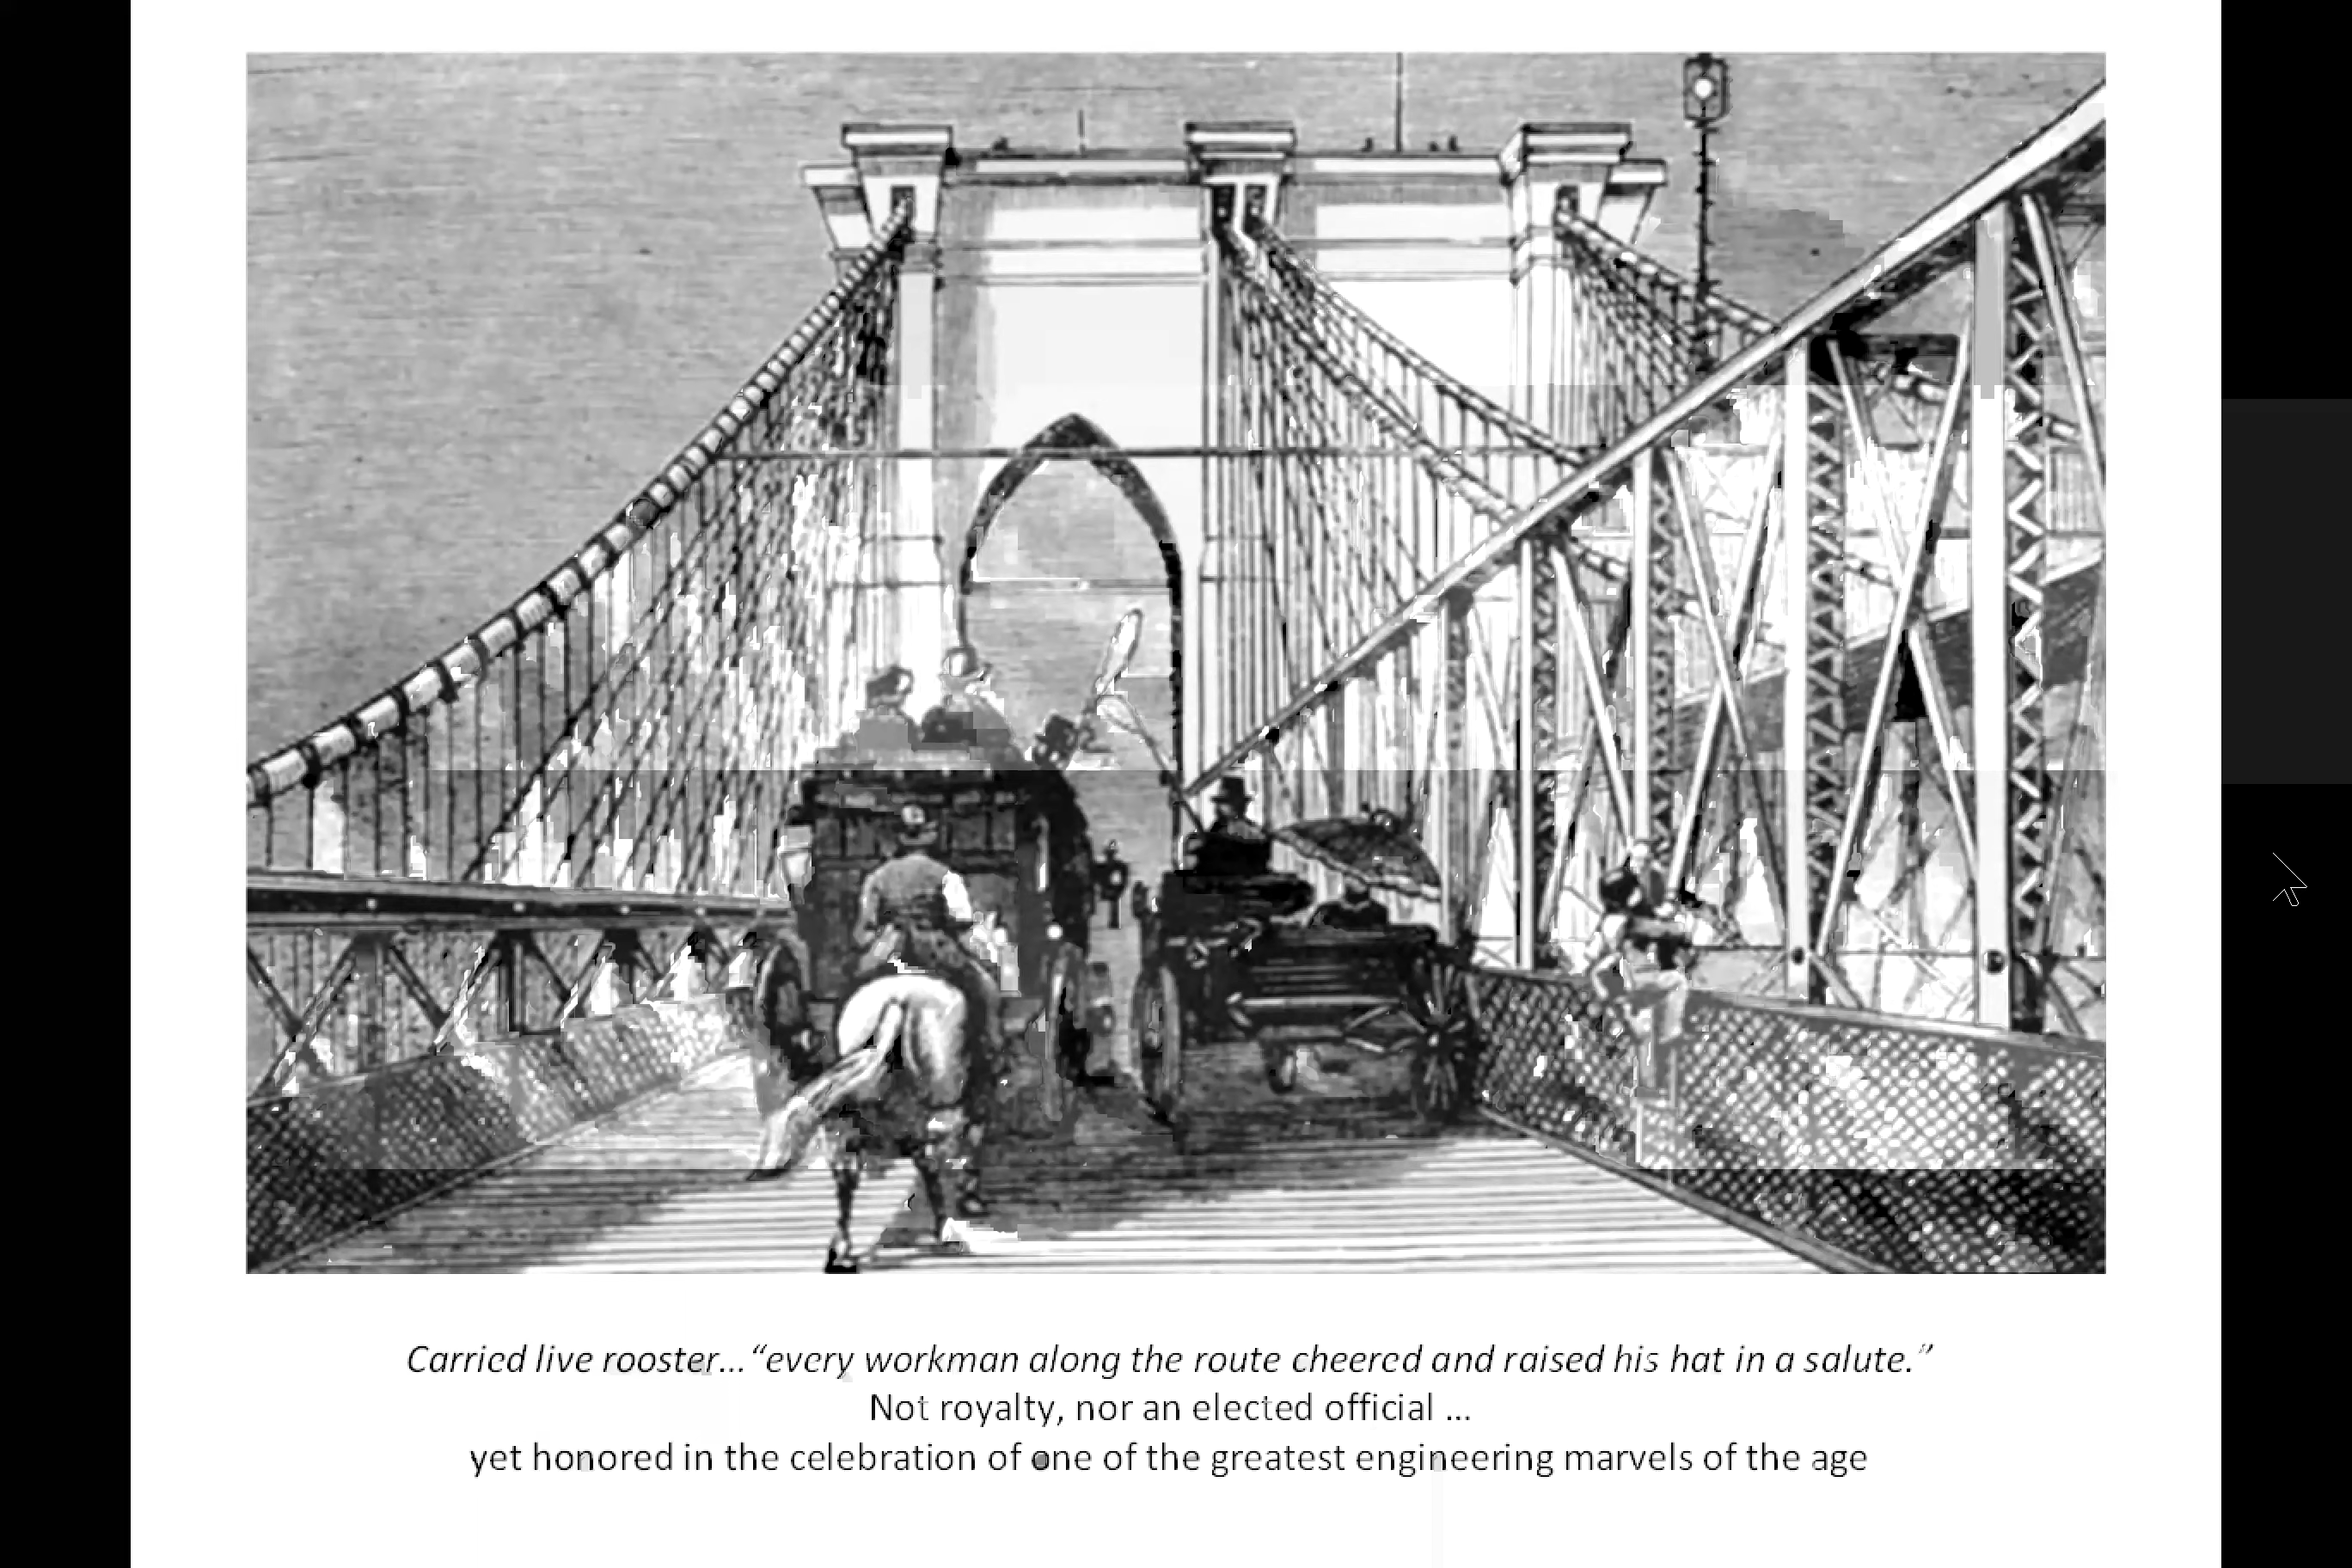 Carried live rooster...“every workman along the route cheered and raised his hat in a salute.”
Not royalty, nor an elected official ...
yet honored in the celebration of one of the greatest engineering marvels of the age